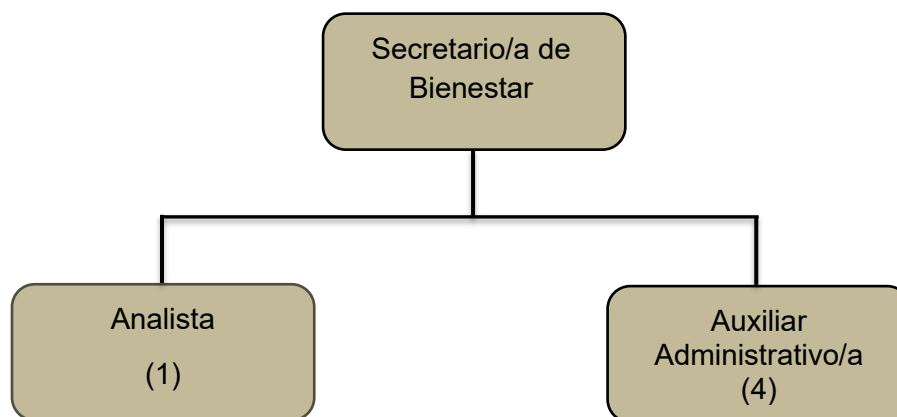 Secretario/a de
Bienestar
Analista
(1)
Auxiliar
Administrativo/a
(4)